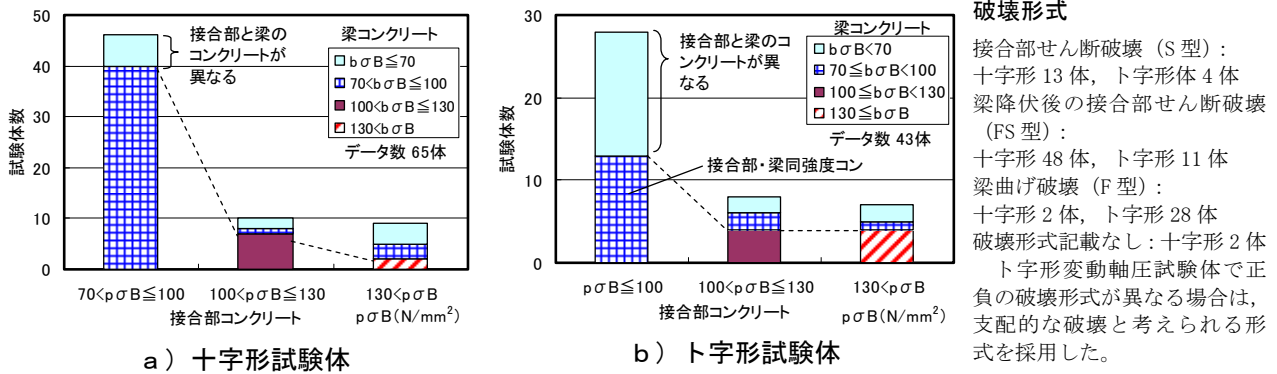 50
40
30
20
10
0
試験体数
接合部と梁の
コンクリートが
異なる
梁コンクリート
bσB≦70
70<bσB≦100
100<bσB≦130
130<bσB
データ数 65体
70<pσB≦100
100<pσB≦130
130<pσB
接合部コンクリート
pσB(N/mm²)
a) 十字形試験体
30
20
10
0
試験体数
接合部と梁のコ
ンクリートが異
なる
梁コンクリート
bσB<70
70≦bσB<100
100≦bσB<130
130≦bσB
データ数 43体
接合部・梁同強度コン
pσB≦100
100<pσB≦130
130<pσB
接合部コンクリート
pσB(N/mm²)
b) ト字形試験体
破壊形式
接合部せん断破壊（S 型）:
十字形 13 体，ト字形体 4 体
梁降伏後の接合部せん断破壊
（FS 型）:
十字形 48 体，ト字形 11 体
梁曲げ破壊（F 型）:
十字形 2 体，ト字形 28 体
破壊形式記載なし：十字形 2 体
ト字形変動軸圧試験体で正
負の破壊形式が異なる場合は，
支配的な破壊と考えられる形
式を採用した。